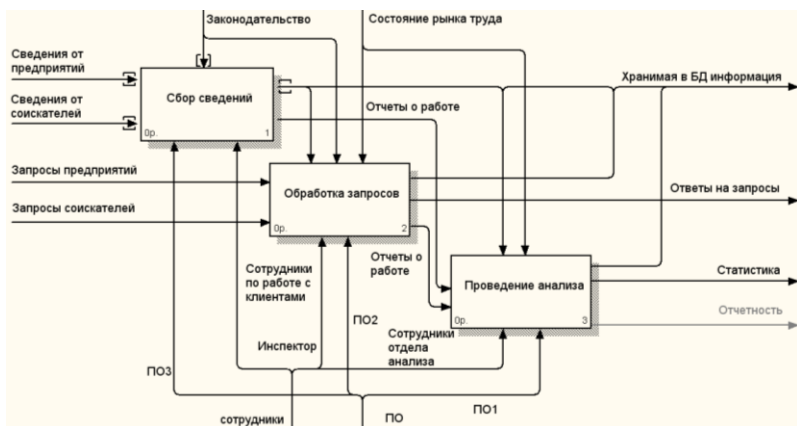 Законодательство
Состояние рынка труда
Сведения от
предприятий
Сведения от
соискателей
Сбор сведений
0р.
1
Хранимая в БД информация
Отчеты о работе
Запросы предприятий
Запросы соискателей
Обработка запросов
0р.
2
Ответы на запросы
Сотрудники
по работе с
клиентами
Отчеты о
работе
Проведение анализа
0р.
3
Статистика
Отчетность
ПО2
Инспектор
Сотрудники
отдела
анализа
ПО3
ПО1
сотрудники
ПО